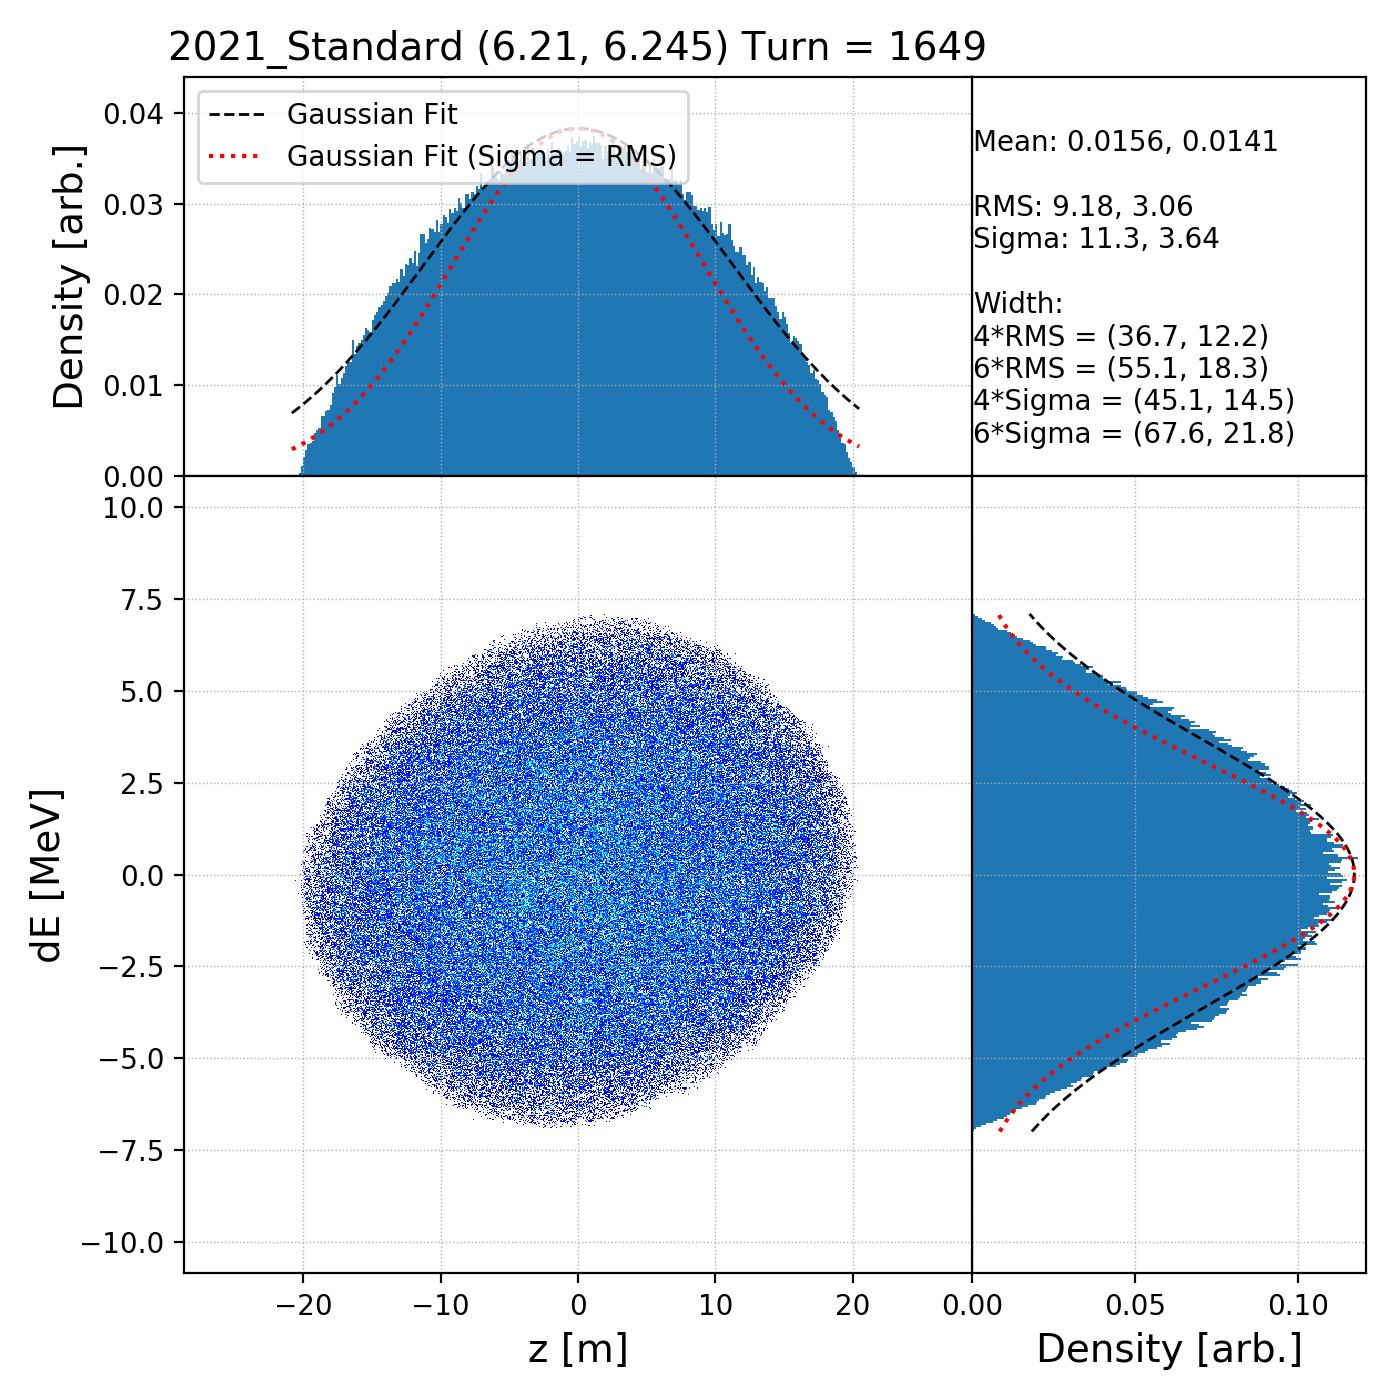 2021_Standard (6.21, 6.245) Turn = 1649
Gaussian Fit
Gaussian Fit (Sigma = RMS)
Density [arb.]
0.04
0.03
0.02
0.01
0.00
Mean: 0.0156, 0.0141
RMS: 9.18, 3.06
Sigma: 11.3, 3.64
Width:
4*RMS = (36.7, 12.2)
6*RMS = (55.1, 18.3)
4*Sigma = (45.1, 14.5)
6*Sigma = (67.6, 21.8)
dE [MeV]
10.0
7.5
5.0
2.5
0.0
−2.5
−5.0
−7.5
−10.0
−20 −10 0 10 20
z [m]
0.00 0.05 0.10
Density [arb.]